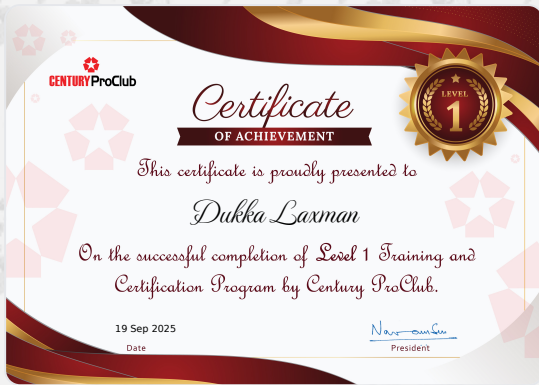 CENTURY ProClub
Certificate
OF ACHIEVEMENT
LEVEL
1
This certificate is proudly presented to
Dukka Laxman
On the successful completion of Level 1 Training and
Certification Program by Century ProClub.
19 Sep 2025
Date
President